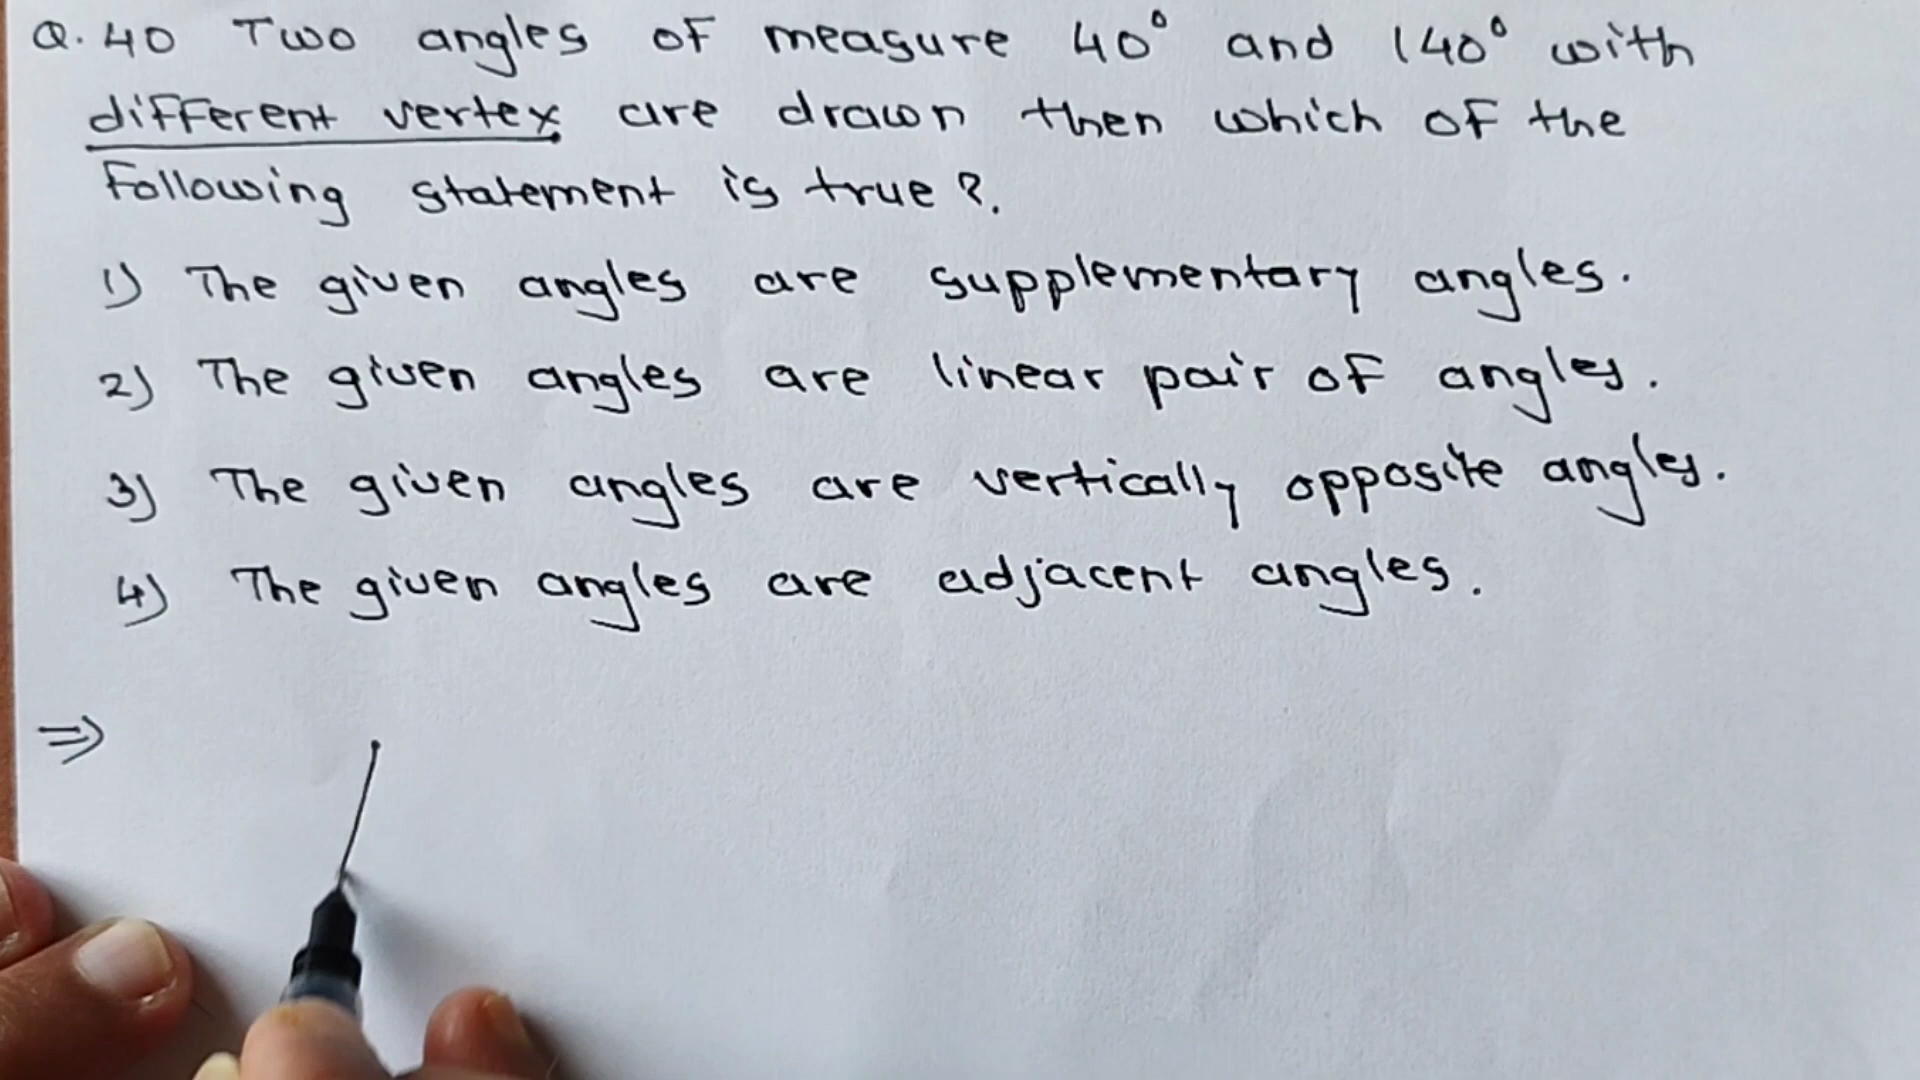 Q. 40 Two angles of measure 40° and 140° with
different vertex are drawn then which of the
following statement is true?.
1) The given angles are supplementary angles.
2) The given angles are linear pair of angles.
3) The given angles are vertically opposite angles.
4) The given angles are adjacent angles.
⇒